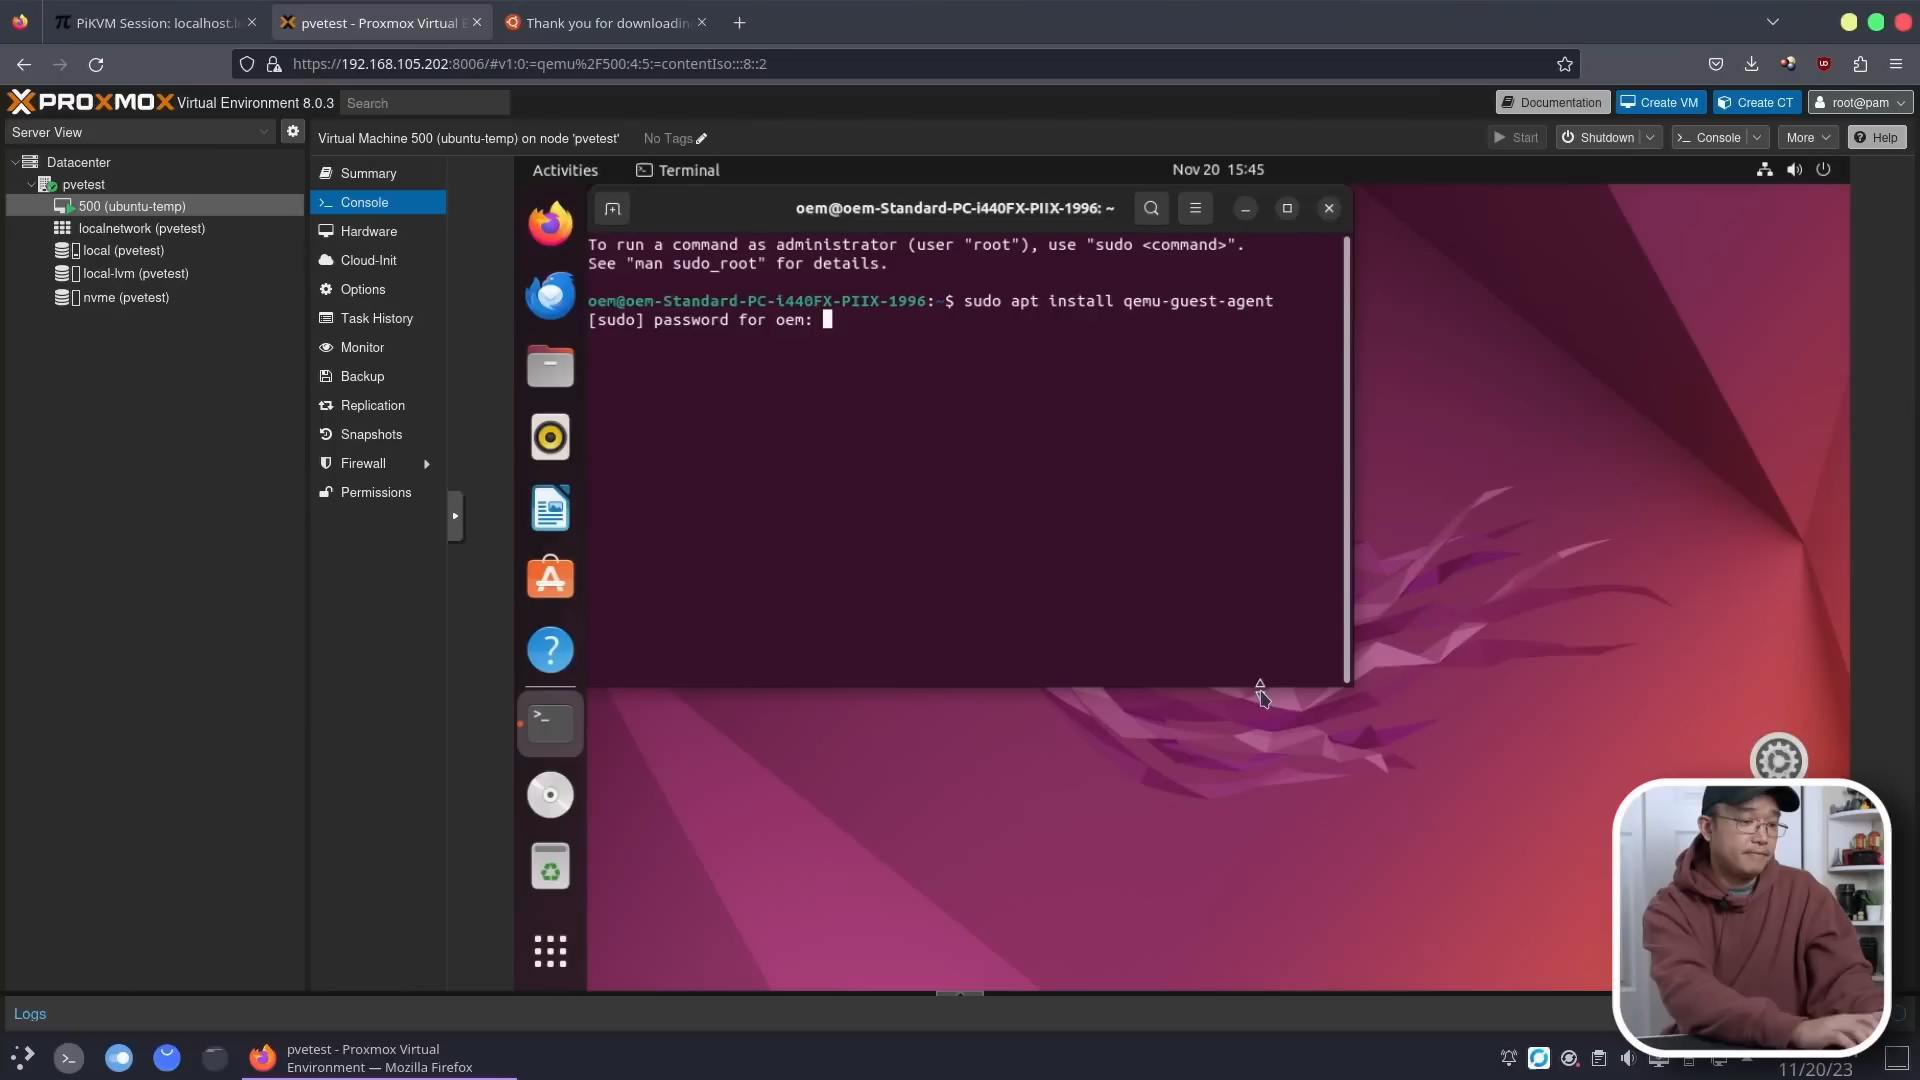 PiKVM Session: localhost.l
pvetest - Proxmox Virtual E
Thank you for downloadin
https://192.168.105.202:8006/#v1:0:=qemu%2F500:4:5:=contentIso:::8::2
PROXMOX Virtual Environment 8.0.3
Search
Documentation
Create VM
Create CT
root@pam
Server View
Virtual Machine 500 (ubuntu-temp) on node 'pvetest'
No Tags
Start
Shutdown
Console
More
Help
Datacenter
pvetest
500 (ubuntu-temp)
localnetwork (pvetest)
local (pvetest)
local-lvm (pvetest)
nvme (pvetest)
Summary
Console
Hardware
Cloud-Init
Options
Task History
Monitor
Backup
Replication
Snapshots
Firewall
Permissions
Activities
Terminal
Nov 20 15:45
oem@oem-Standard-PC-i440FX-PIIX-1996: ~
To run a command as administrator (user "root"), use "sudo <command>".
See "man sudo_root" for details.
oem@oem-Standard-PC-i440FX-PIIX-1996:~$ sudo apt install qemu-guest-agent
[sudo] password for oem:
Logs
pvetest - Proxmox Virtual
Environment — Mozilla Firefox
11/20/23